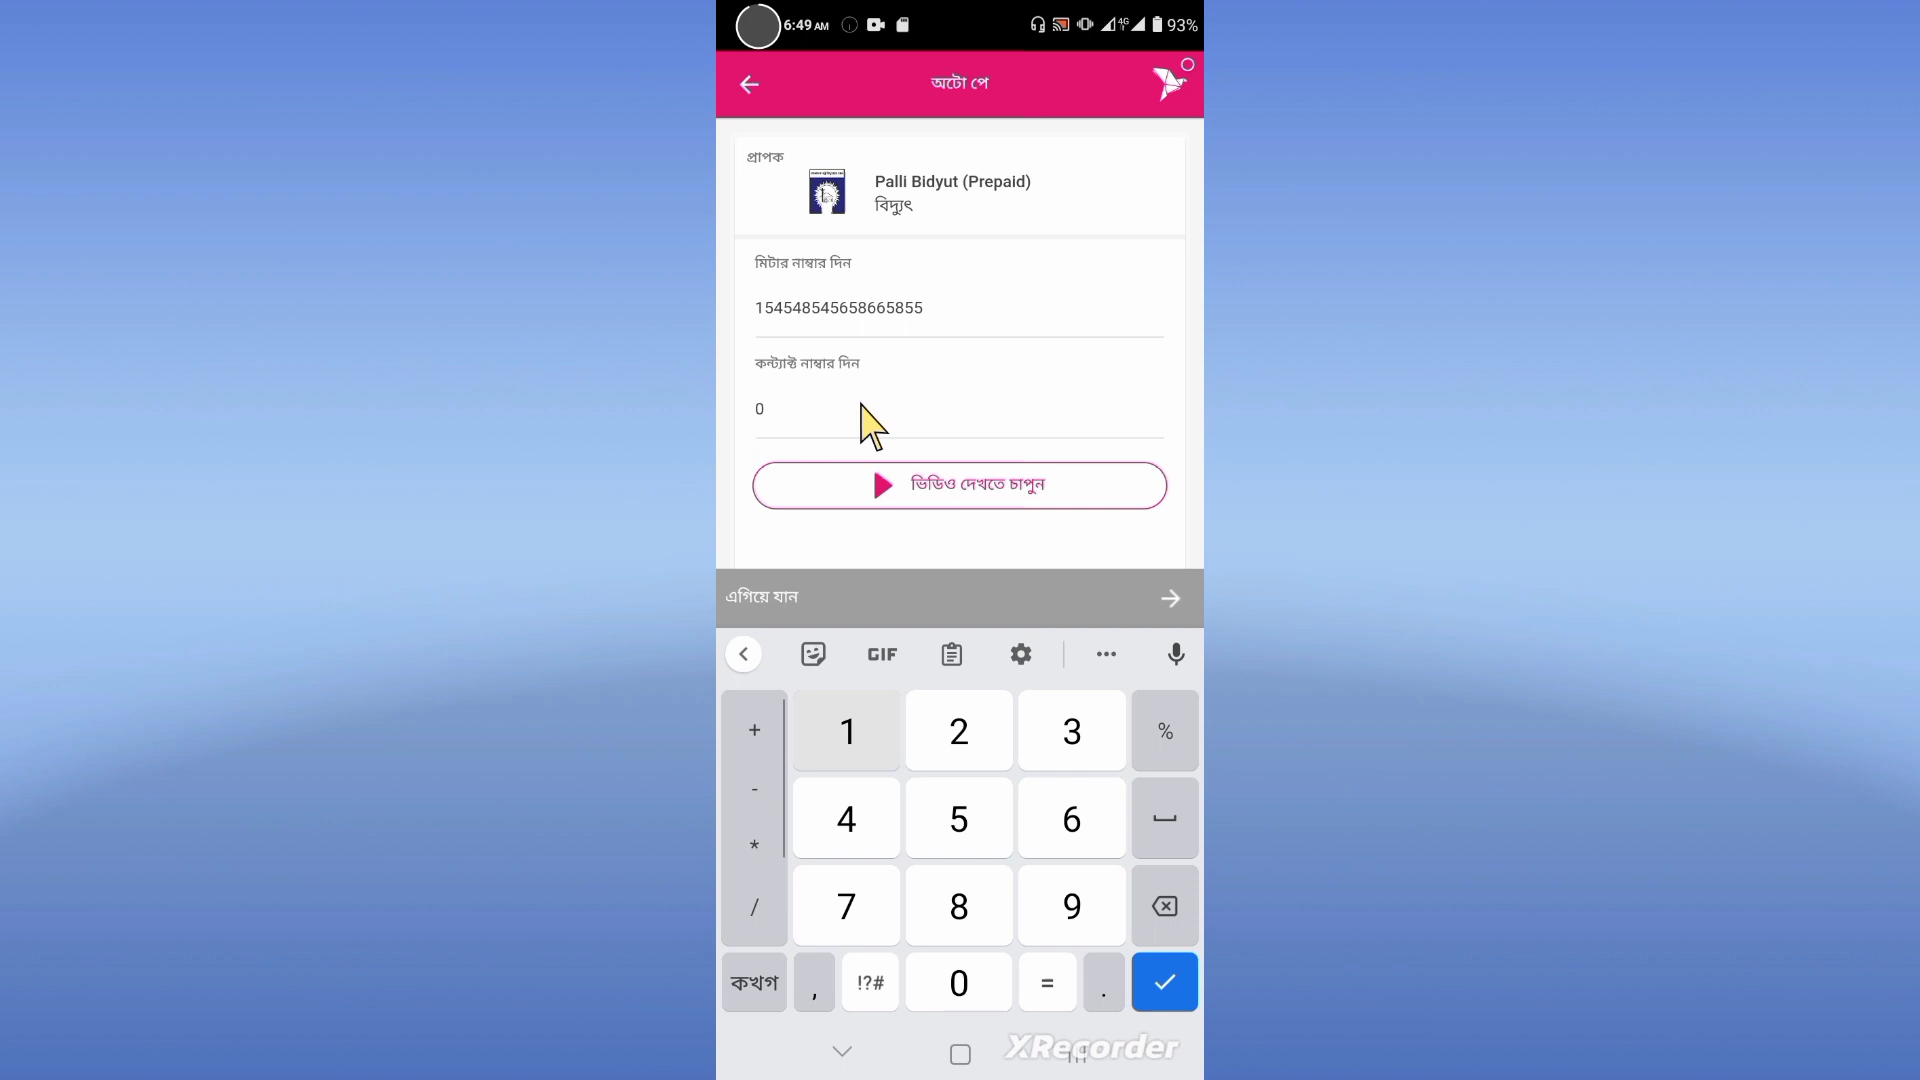 6:49 AM
4G
93%
অটো পে
প্রাপক
Palli Bidyut (Prepaid)
বিদ্যুৎ
মিটার নাম্বার দিন
154548545658665855
কন্ট্যাক্ট নাম্বার দিন
0
ভিডিও দেখতে চাপুন
এগিয়ে যান
GIF
+ 1 2 3 %
- 4 5 6
*
/ 7 8 9
কখগ , !?# 0 = .
XRecorder